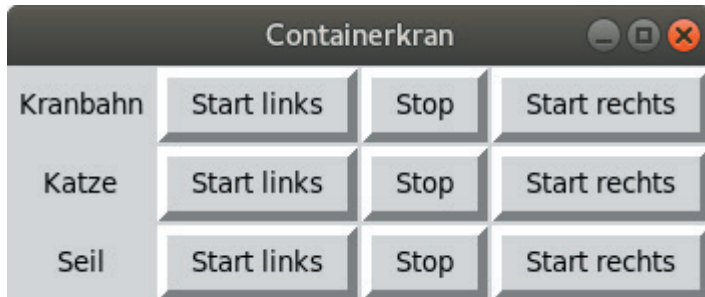 Containerkran
Kranbahn Start links Stop Start rechts
Katze Start links Stop Start rechts
Seil Start links Stop Start rechts